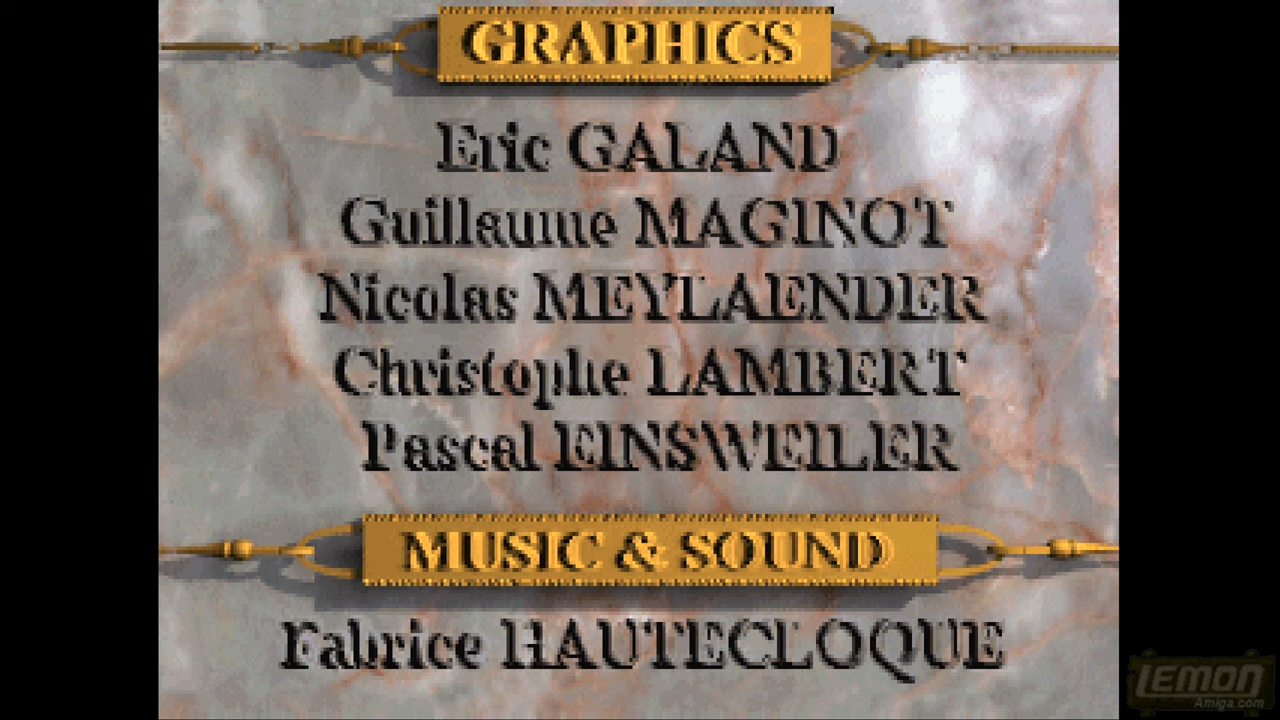 GRAPHICS
Eric GALAND
Guillaume MAGINOT
Nicolas MEYLAENDER
Christophe LAMBERT
Pascal EINSWEILER
MUSIC & SOUND
Fabrice HAUTECLOQUE
LEMON
Amiga.com